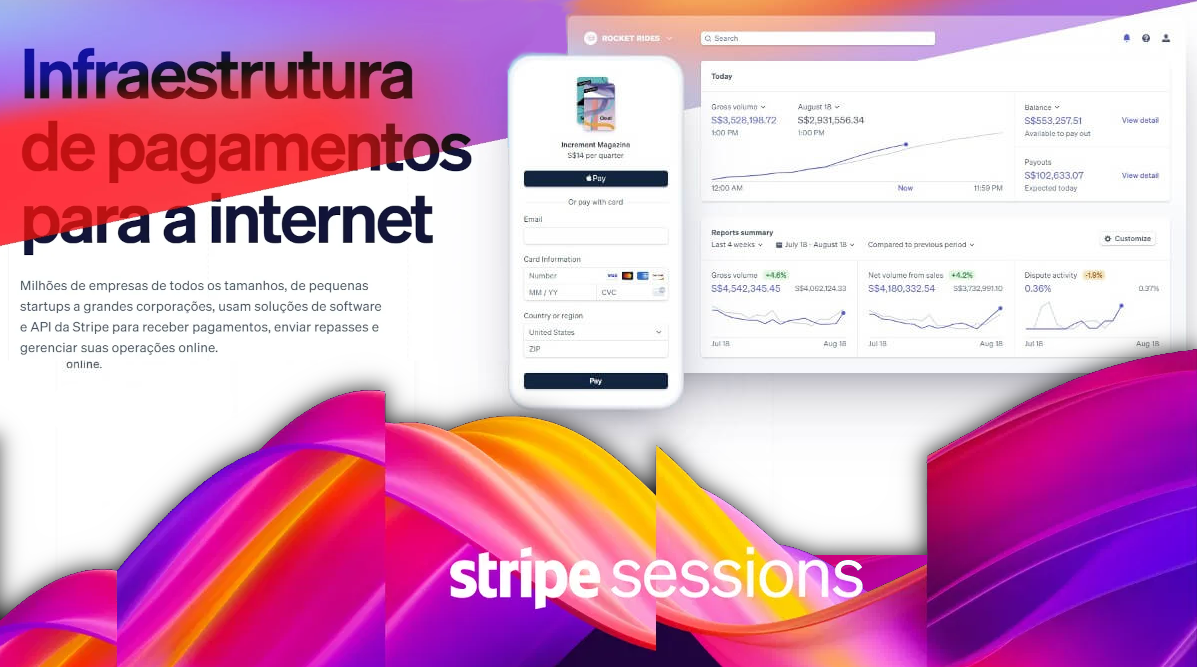 Infraestrutura
de pagamentos
para a internet
Milhões de empresas de todos os tamanhos, de pequenas
startups a grandes corporações, usam soluções de software
e API da Stripe para receber pagamentos, enviar repasses e
gerenciar suas operações online.
online.
Increment Magazine
S$14 per quarter
Pay
Or pay with card
Email
Card Information
Number
VISA
MM / YY
CVC
Country or region
United States
ZIP
Pay
ROCKET RIDES
Search
Today
Gross volume
S$3,528,198.72
1:00 PM
August 18
S$2,931,556.34
1:00 PM
12:00 AM
Now
11:59 PM
Balance
S$553,257.51
View detail
Available to pay out
Payouts
S$102,633.07
View detail
Expected today
Reports summary
Last 4 weeks
July 18 - August 18
Compared to previous period
Customize
Gross volume +4.6%
S$4,542,345.45 S$4,062,124.33
Jul 18 Aug 18
Net volume from sales +4.2%
S$4,180,332.54 S$3,732,991.10
Jul 18 Aug 18
Dispute activity -1.9%
0.36% 0.37%
Jul 18 Aug 18
stripe sessions